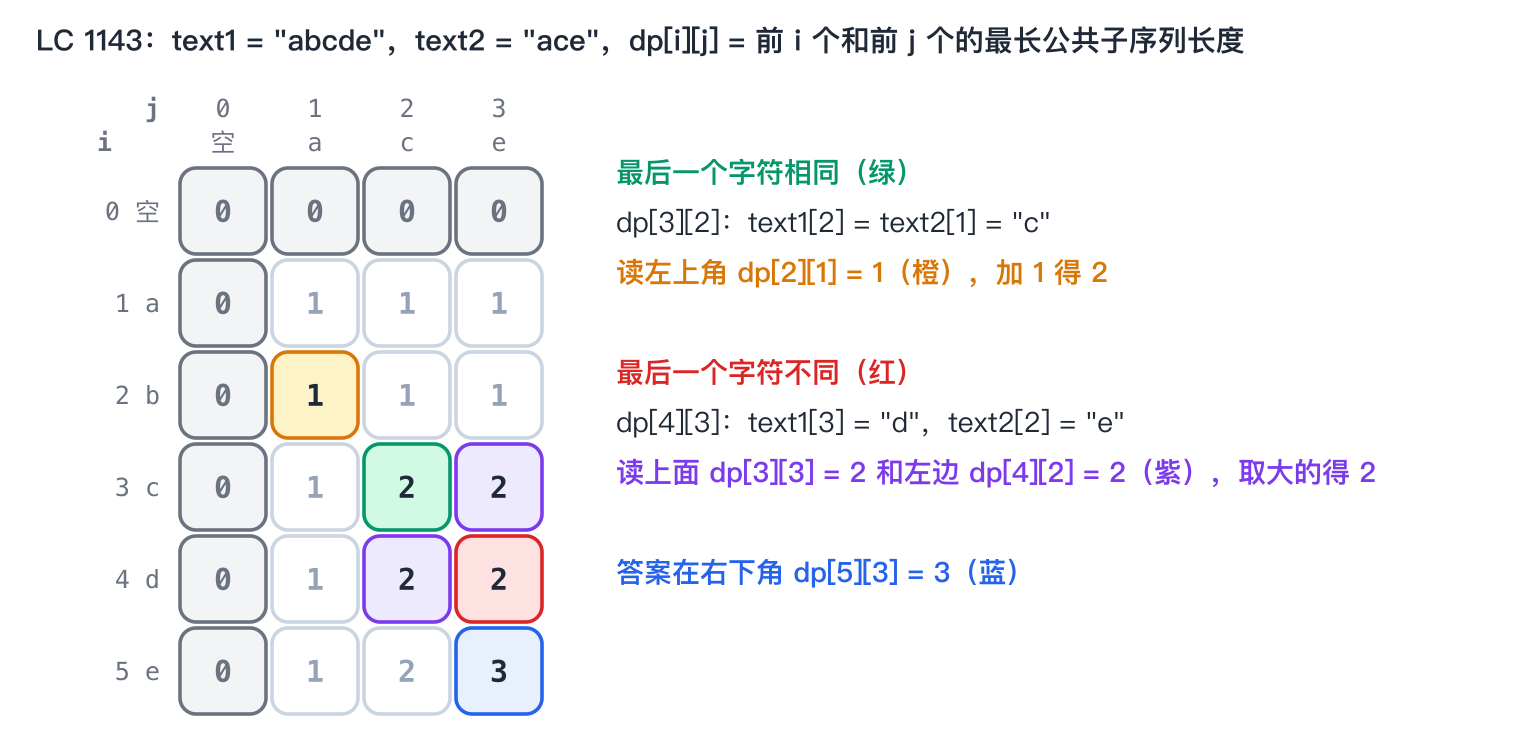 LC 1143：text1 = "abcde"，text2 = "ace"，dp[i][j] = 前 i 个和前 j 个的最长公共子序列长度
j 0 1 2 3
i 空 a c e
0 空 0 0 0 0
1 a 0 1 1 1
2 b 0 1 1 1
3 c 0 1 2 2
4 d 0 1 2 2
5 e 0 1 2 3
最后一个字符相同（绿）
dp[3][2]：text1[2] = text2[1] = "c"
读左上角 dp[2][1] = 1（橙），加 1 得 2
最后一个字符不同（红）
dp[4][3]：text1[3] = "d"，text2[2] = "e"
读上面 dp[3][3] = 2 和左边 dp[4][2] = 2（紫），取大的得 2
答案在右下角 dp[5][3] = 3（蓝）